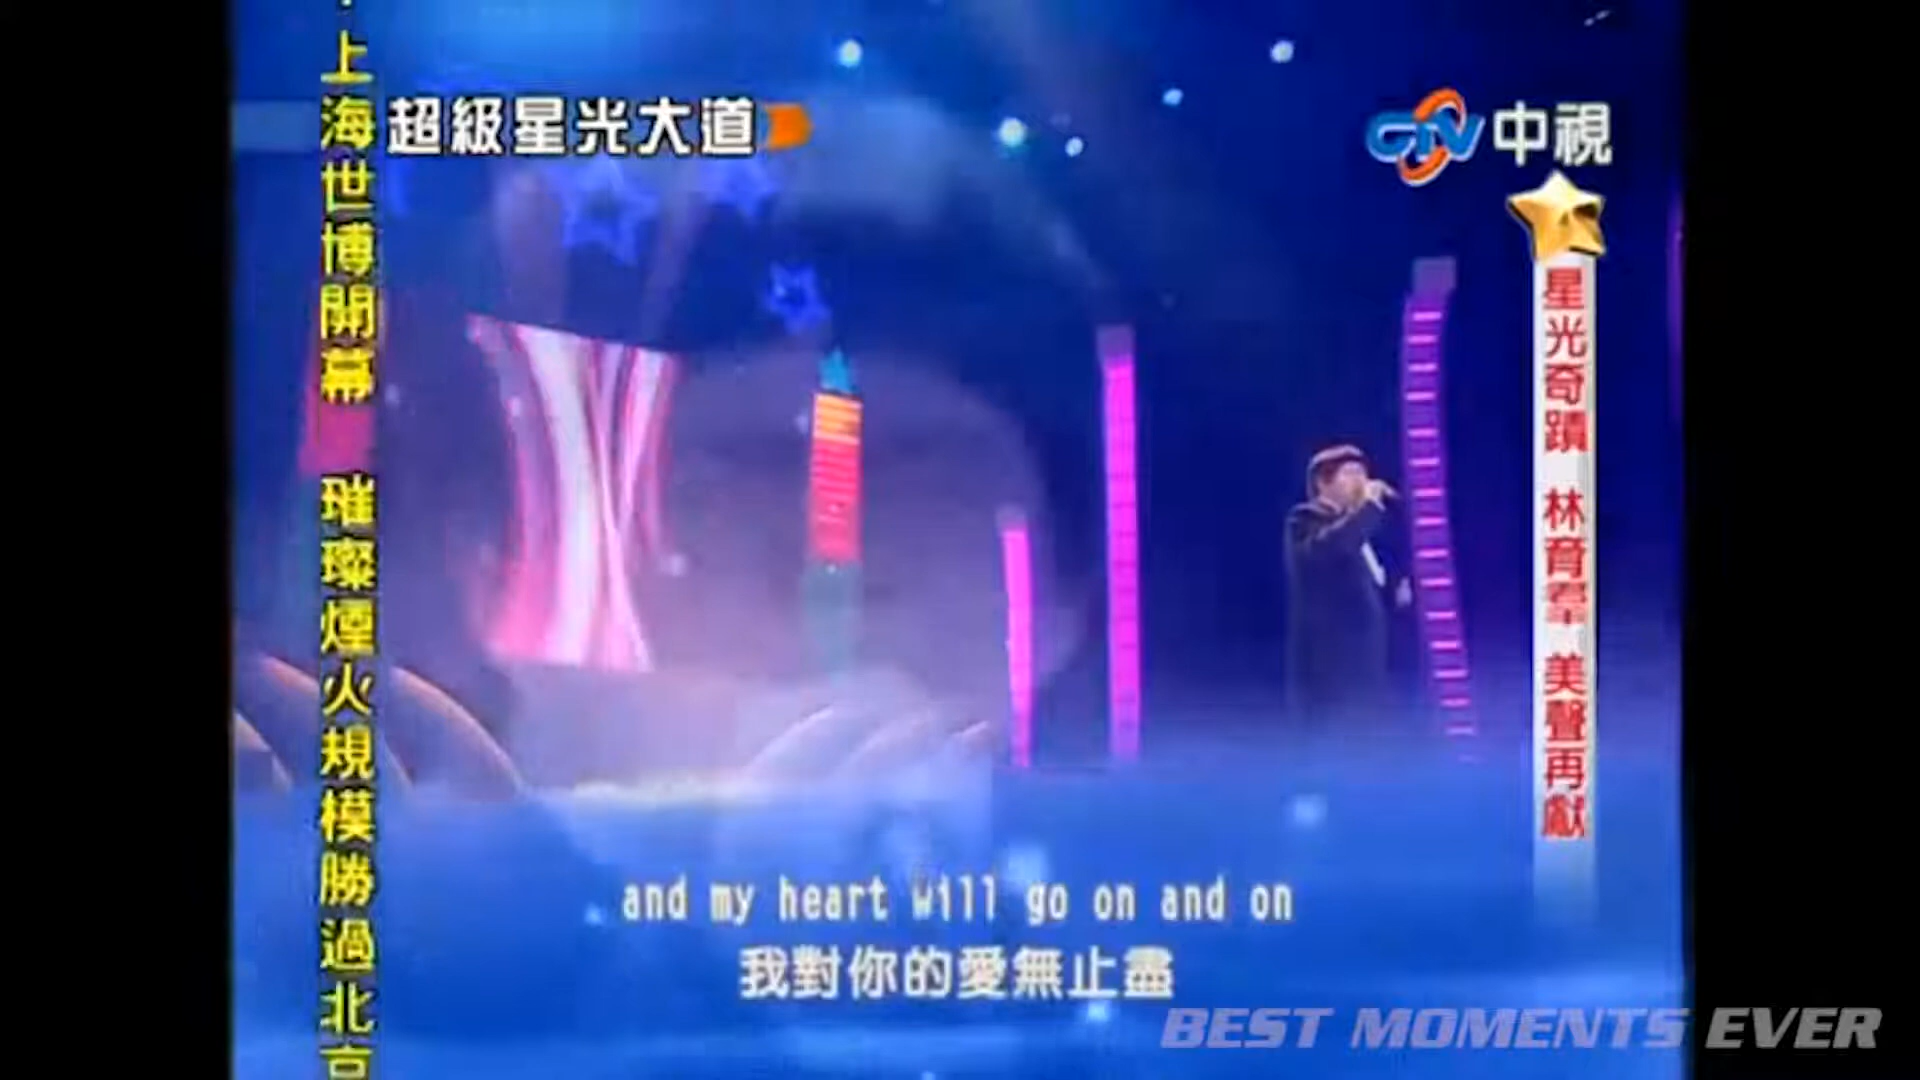 上海世博開幕 璀璨煙火規模勝過北京
超級星光大道
CTV 中視
星光奇蹟 林育羣 美聲再獻
and my heart will go on and on
我對你的愛無止盡
BEST MOMENTS EVER